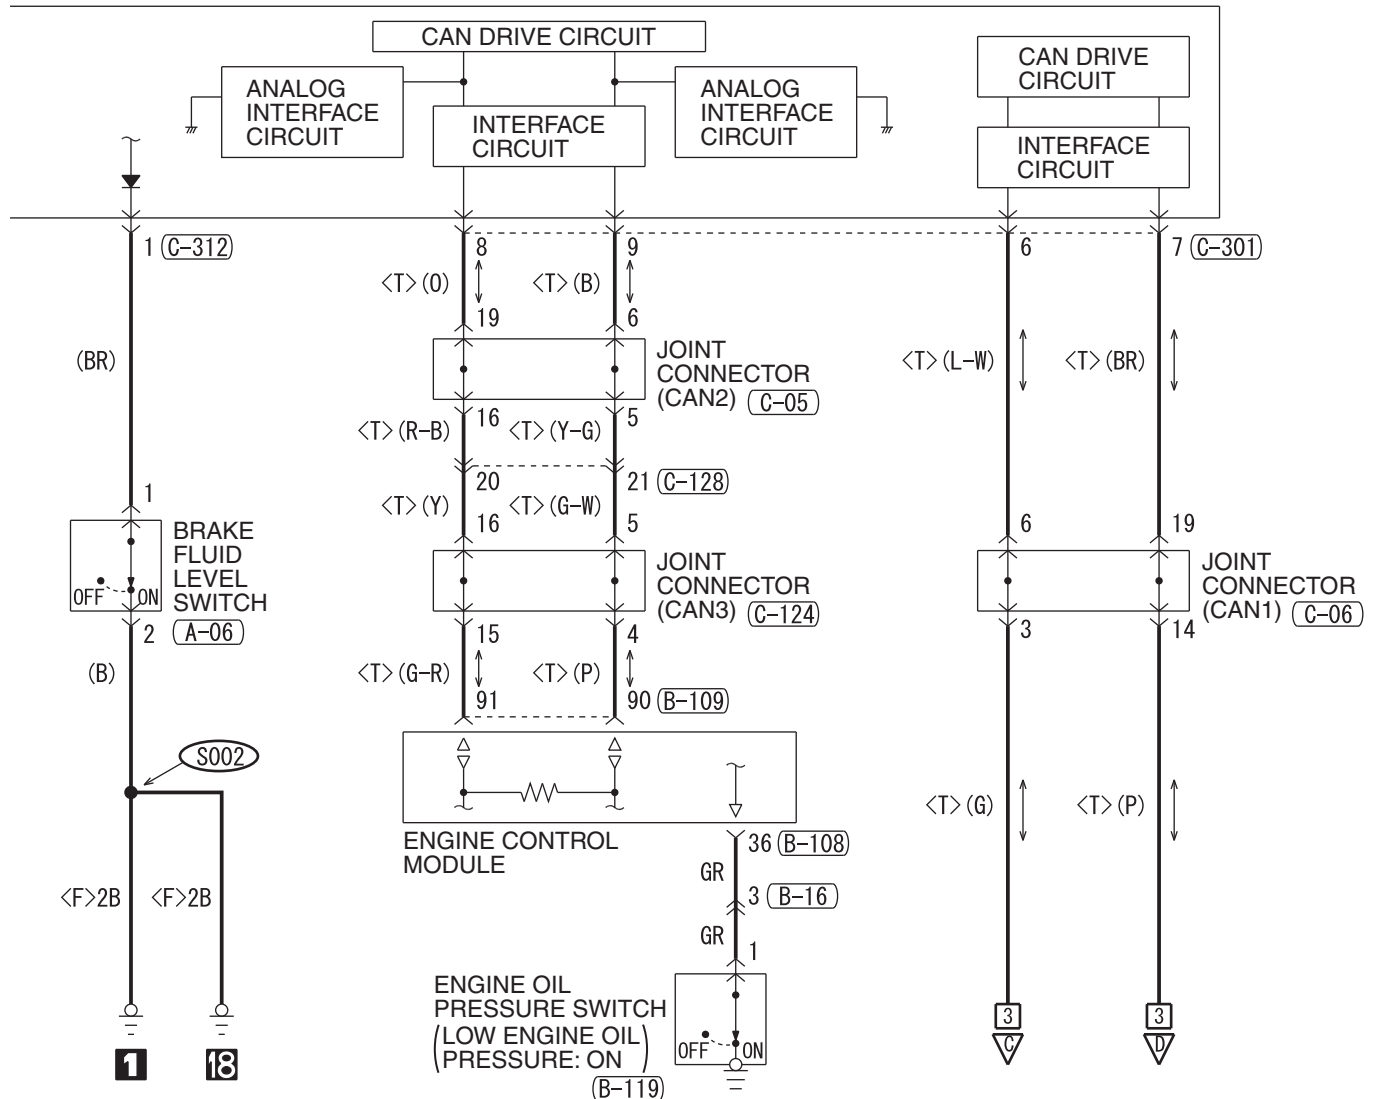 CAN DRIVE CIRCUIT
ANALOG
INTERFACE
CIRCUIT
INTERFACE
CIRCUIT
ANALOG
INTERFACE
CIRCUIT
CAN DRIVE
CIRCUIT
INTERFACE
CIRCUIT
1 C-312
8
9
6
7 C-301
<T>(O)
<T>(B)
19
6
(BR)
JOINT
CONNECTOR
(CAN2) C-05
<T>(L-W)
<T>(BR)
16
5
<T>(R-B)
<T>(Y-G)
20
21 C-128
<T>(Y)
<T>(G-W)
16
5
6
19
1
BRAKE
FLUID
LEVEL
SWITCH
OFF
ON
2
A-06
JOINT
CONNECTOR
(CAN3) C-124
JOINT
CONNECTOR
(CAN1) C-06
15
4
3
14
(B)
<T>(G-R)
<T>(P)
91
90 B-109
S002
ENGINE CONTROL
MODULE
<T>(G)
<T>(P)
36 B-108
GR
3 B-16
GR
1
<F>2B
<F>2B
ENGINE OIL
PRESSURE SWITCH
(LOW ENGINE OIL
PRESSURE: ON)
OFF
ON
B-119
1
18
3
C
3
D